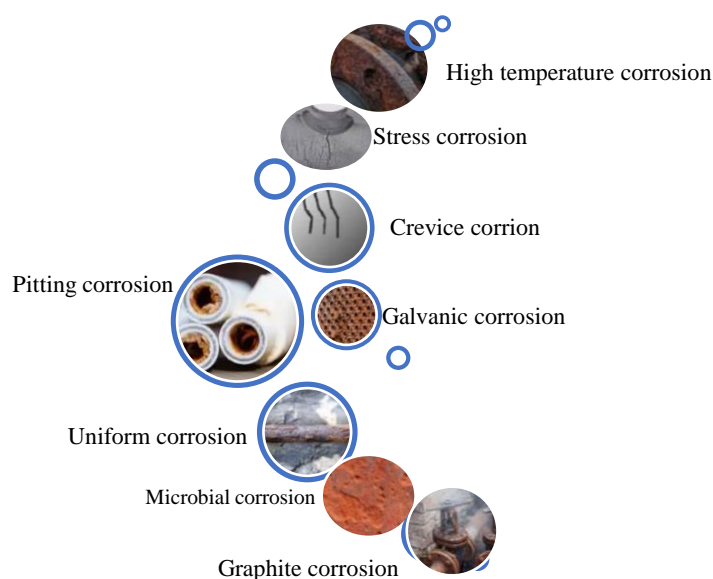 High temperature corrosion
Stress corrosion
Crevice corrion
Pitting corrosion
Galvanic corrosion
Uniform corrosion
Microbial corrosion
Graphite corrosion